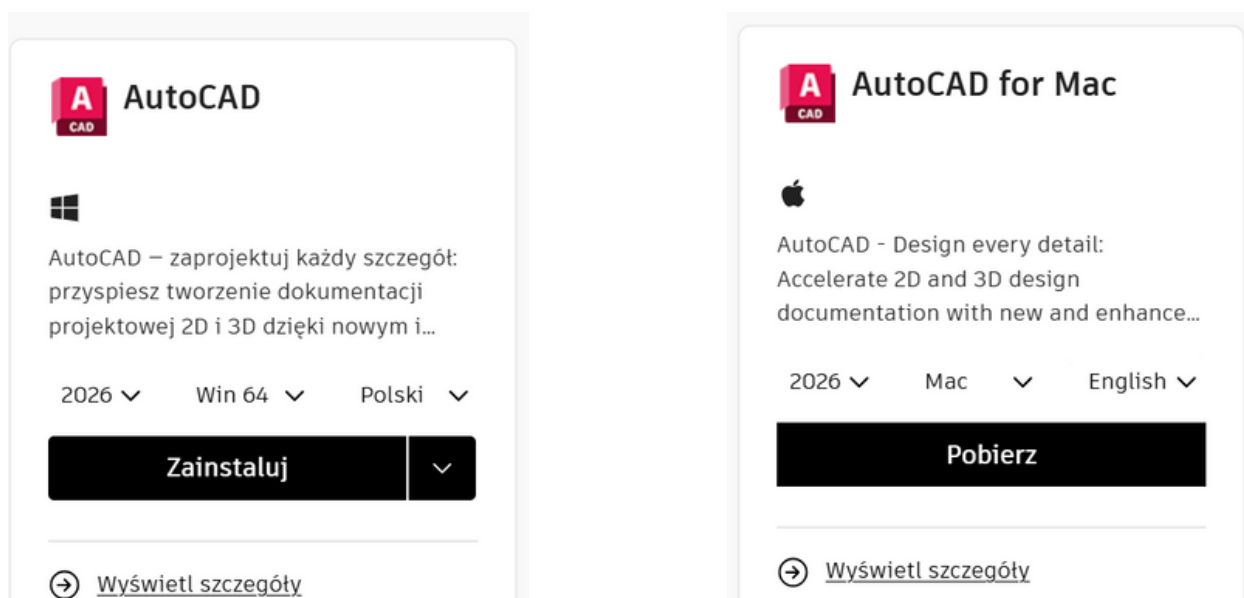 A
CAD
AutoCAD
AutoCAD – zaprojektuj każdy szczegół:
przyspiesz tworzenie dokumentacji
projektowej 2D i 3D dzięki nowym i...
2026 Win 64 Polski
Zainstaluj
Wyświetl szczegóły
A
CAD
AutoCAD for Mac
AutoCAD - Design every detail:
Accelerate 2D and 3D design
documentation with new and enhance...
2026 Mac English
Pobierz
Wyświetl szczegóły